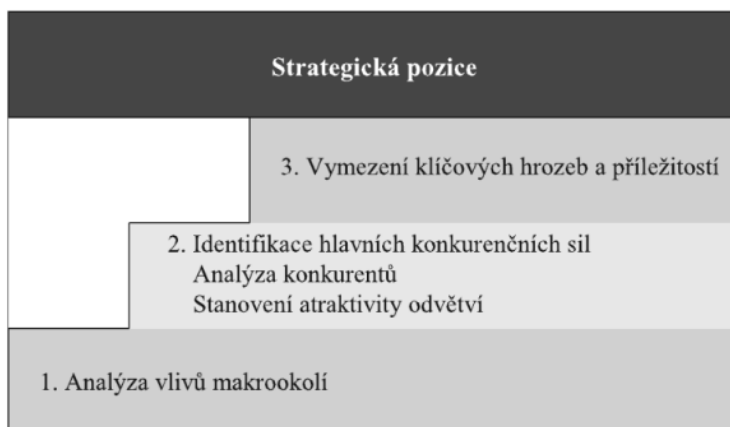 Strategická pozice
3. Vymezení klíčových hrozeb a příležitostí
2. Identifikace hlavních konkurenčních sil
Analýza konkurentů
Stanovení atraktivity odvětví
1. Analýza vlivů makrookolí